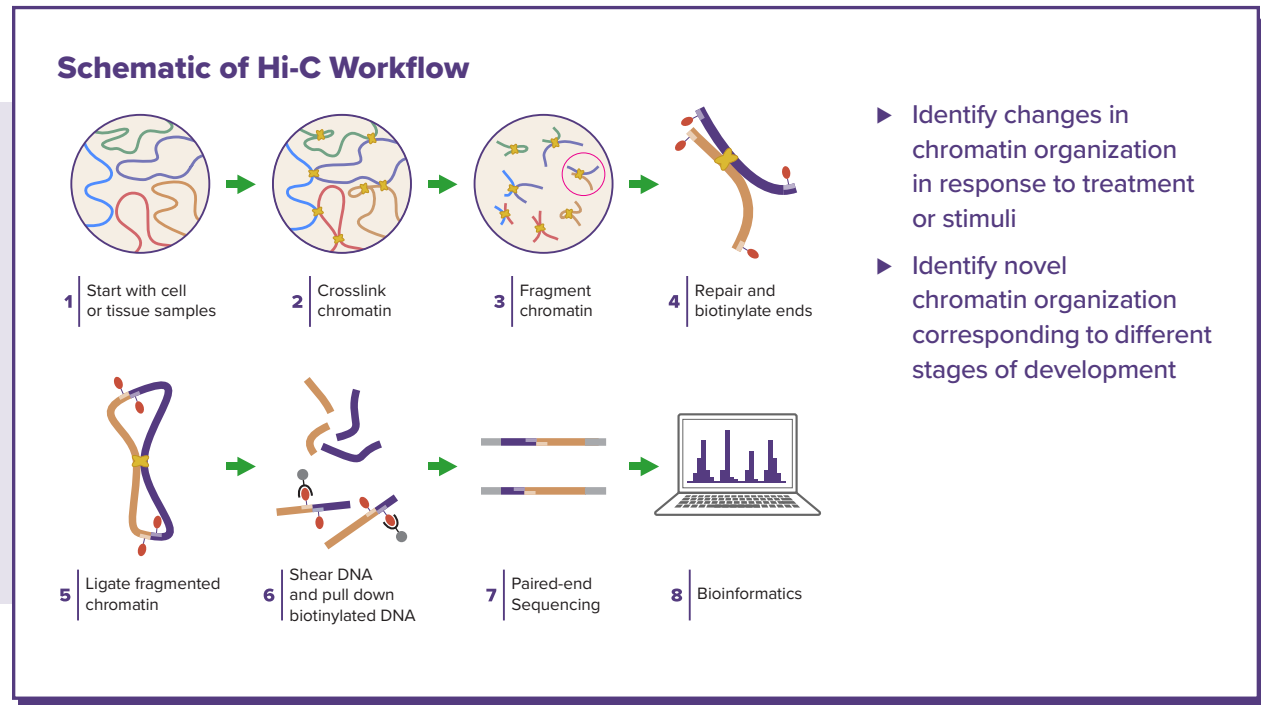 Schematic of Hi-C Workflow
1 Start with cell
or tissue samples
2 Crosslink
chromatin
3 Fragment
chromatin
4 Repair and
biotinylate ends
5 Ligate fragmented
chromatin
6 Shear DNA
and pull down
biotinylated DNA
7 Paired-end
Sequencing
8 Bioinformatics
Identify changes in
chromatin organization
in response to treatment
or stimuli
Identify novel
chromatin organization
corresponding to different
stages of development